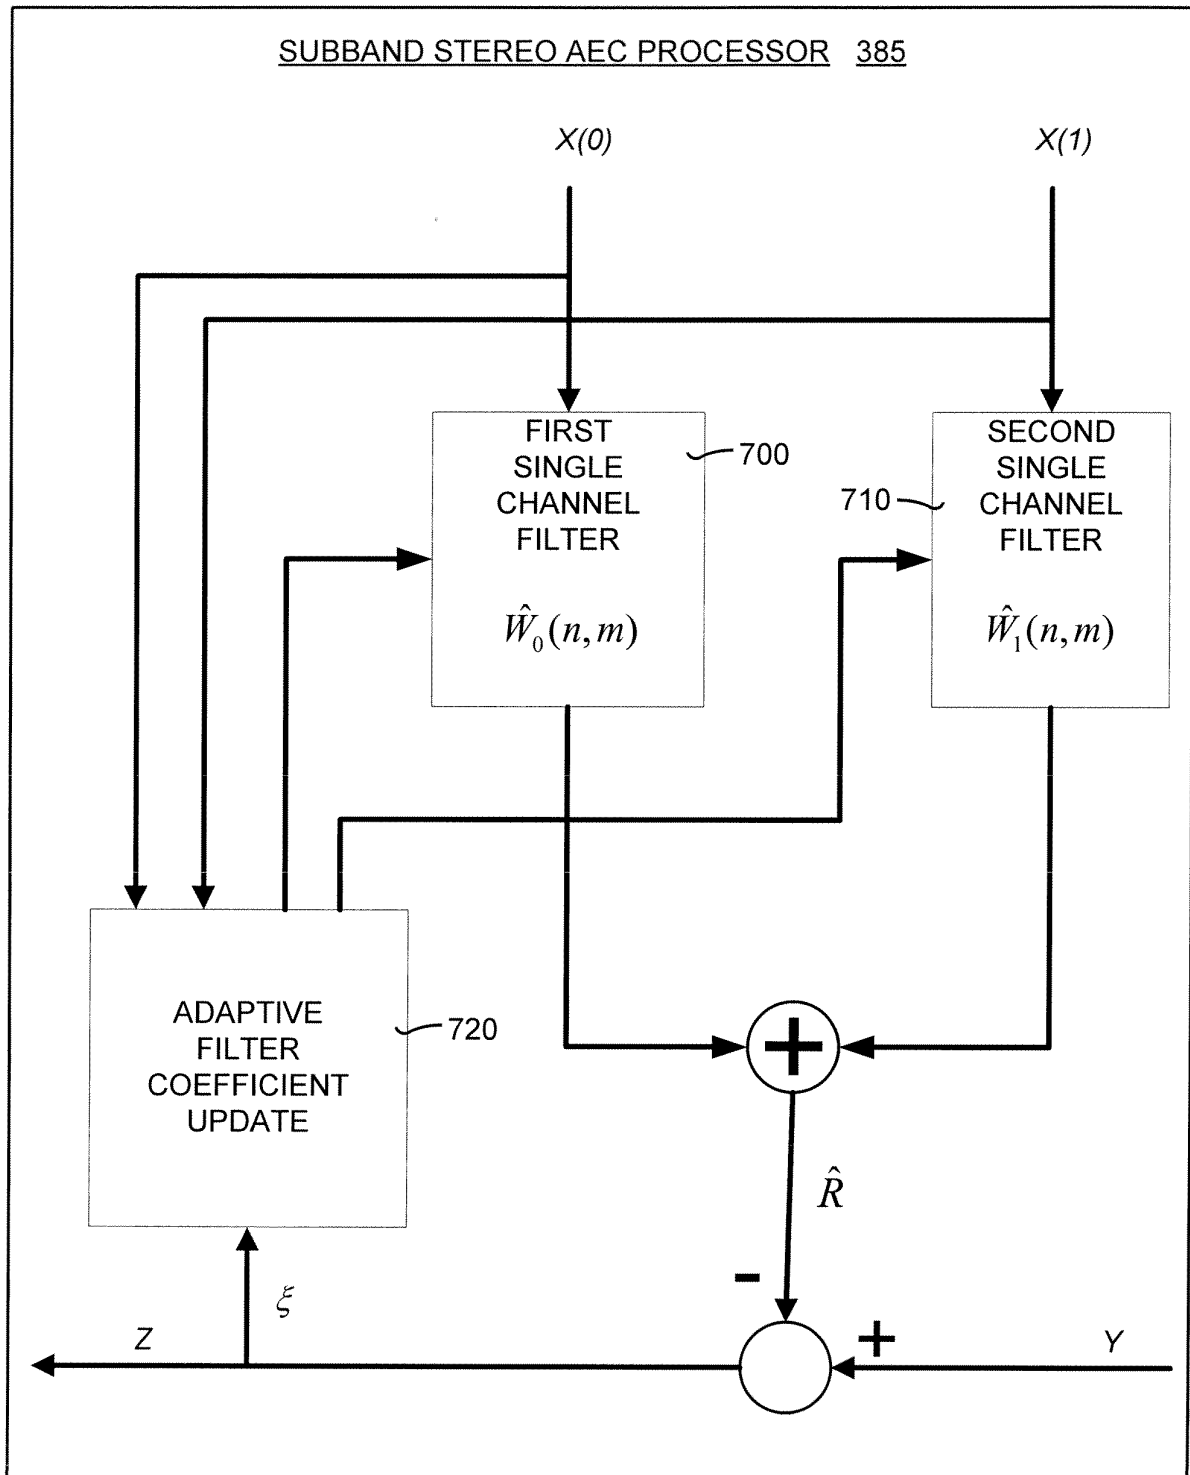 SUBBAND STEREO AEC PROCESSOR 385
X(0)
X(1)
FIRST
SINGLE
CHANNEL
FILTER
Ŵ₀(n,m)
700
SECOND
SINGLE
CHANNEL
FILTER
Ŵ₁(n,m)
710
ADAPTIVE
FILTER
COEFFICIENT
UPDATE
720
+
R̂
-
ξ
Z
+
Y